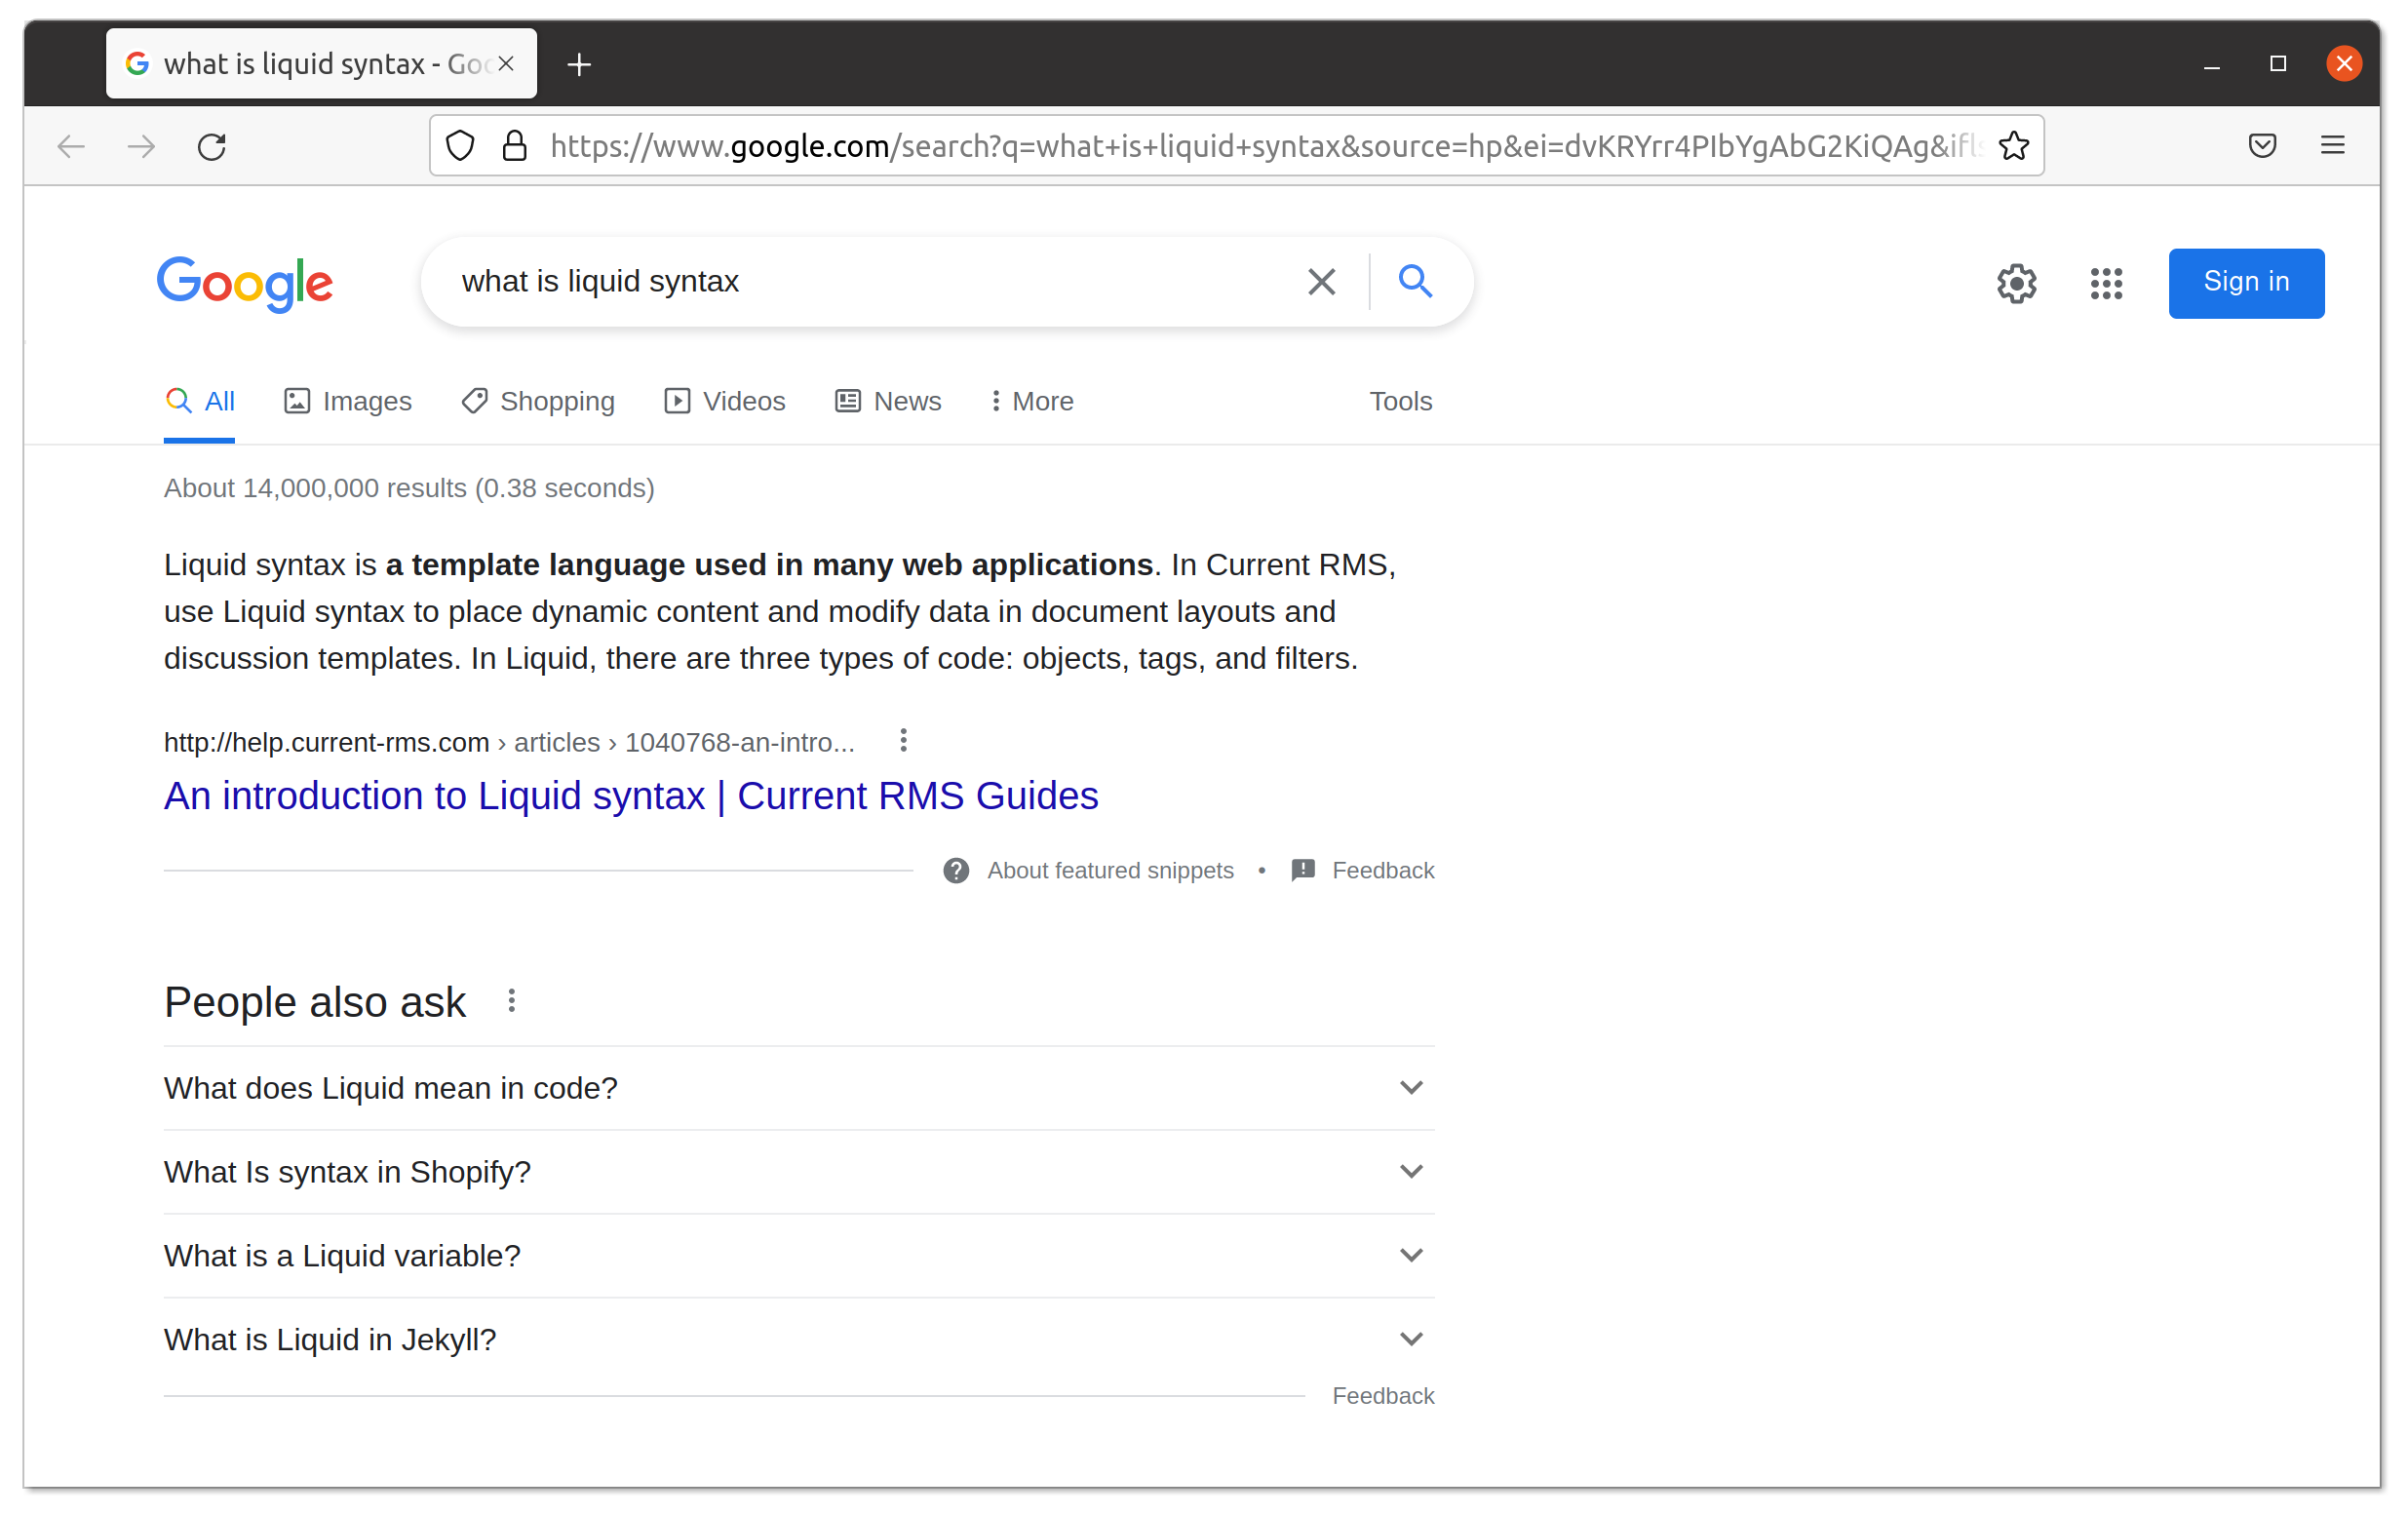 what is liquid syntax - Goo
https://www.google.com/search?q=what+is+liquid+syntax&source=hp&ei=dvKRYrr4PIbYgAbG2KiQAg&ifls
Google
what is liquid syntax
Sign in
All Images Shopping Videos News More Tools
About 14,000,000 results (0.38 seconds)
Liquid syntax is a template language used in many web applications. In Current RMS,
use Liquid syntax to place dynamic content and modify data in document layouts and
discussion templates. In Liquid, there are three types of code: objects, tags, and filters.
http://help.current-rms.com › articles › 1040768-an-intro...
An introduction to Liquid syntax | Current RMS Guides
About featured snippets • Feedback
People also ask
What does Liquid mean in code?
What Is syntax in Shopify?
What is a Liquid variable?
What is Liquid in Jekyll?
Feedback